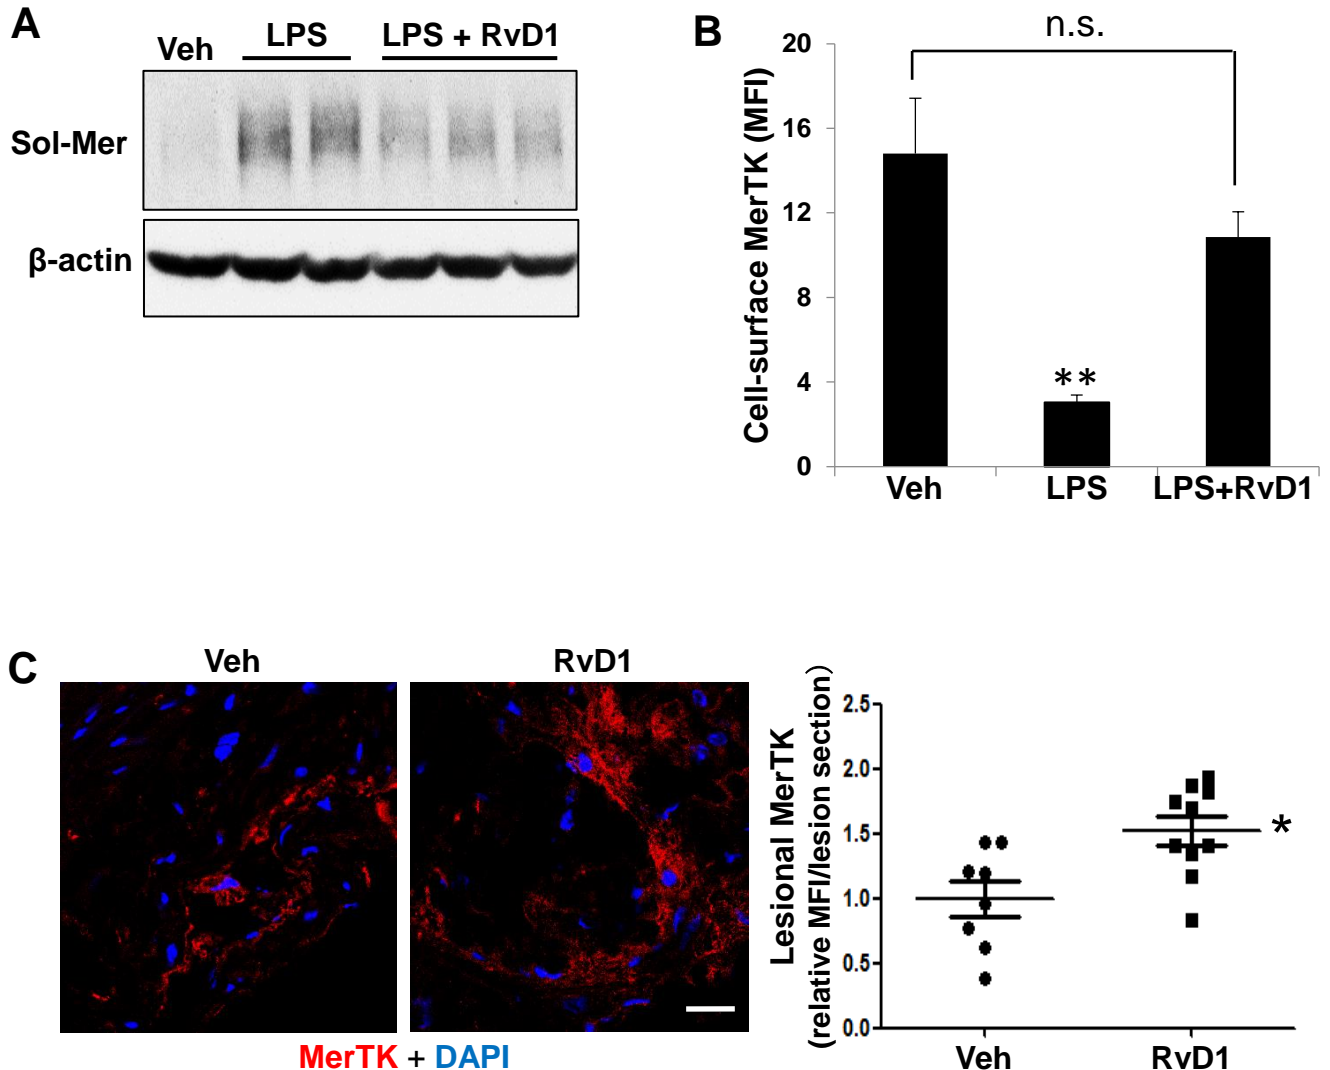 A
Veh LPS LPS + RvD1
Sol-Mer
β-actin
B
n.s.
Cell-surface MerTK (MFI)
20
16
12
8
4
0
**
Veh LPS LPS+RvD1
C
Veh RvD1
MerTK + DAPI
Lesional MerTK
(relative MFI/lesion section)
2.5
2.0
1.5
1.0
0.5
0.0
*
Veh RvD1